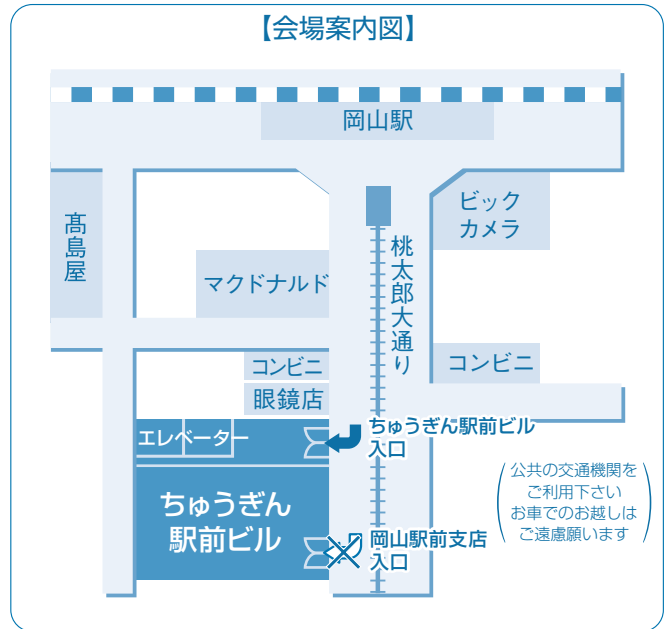 【会場案内図】
岡山駅
髙島屋
ビック
カメラ
桃太郎大通り
マクドナルド
コンビニ
コンビニ
眼鏡店
エレベーター
ちゅうぎん駅前ビル
入口
公共の交通機関を
ご利用下さい
お車でのお越しは
ご遠慮願います
ちゅうぎん
駅前ビル
岡山駅前支店
入口